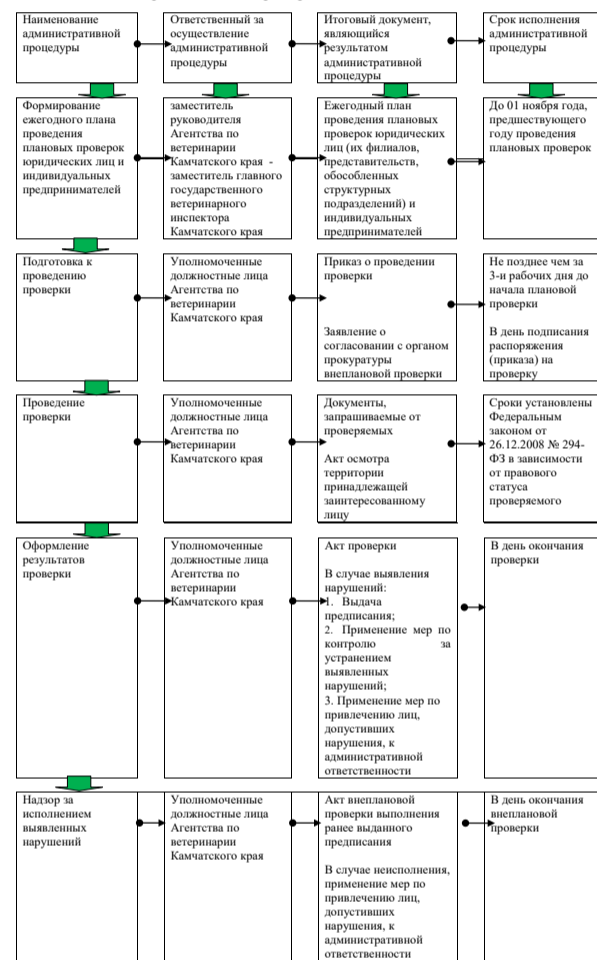 Наименование
административной
процедуры
Ответственный за
осуществление
административной
процедуры
Итоговый документ,
являющийся
результатом
административной
процедуры
Срок исполнения
административной
процедуры
Формирование
ежегодного плана
проведения
плановых проверок
юридических лиц и
индивидуальных
предпринимателей
заместитель
руководителя
Агентства по
ветеринарии
Камчатского края -
заместитель главного
государственного
ветеринарного
инспектора
Камчатского края
Ежегодный план
проведения плановых
проверок юридических
лиц (их филиалов,
представительств,
обособленных
структурных
подразделений) и
индивидуальных
предпринимателей
До 01 ноября года,
предшествующего
году проведения
плановых проверок
Подготовка к
проведению
проверки
Уполномоченные
должностные лица
Агентства по
ветеринарии
Камчатского края
Приказ о проведении
проверки
Заявление о
согласовании с органом
прокуратуры
внеплановой проверки
Не позднее чем за
3-и рабочих дня до
начала плановой
проверки
В день подписания
распоряжения
(приказа) на
проверку
Проведение
проверки
Уполномоченные
должностные лица
Агентства по
ветеринарии
Камчатского края
Документы,
запрашиваемые от
проверяемых
Акт осмотра
территории
принадлежащей
заинтересованному
лицу
Сроки установлены
Федеральным
законом от
26.12.2008 № 294-
ФЗ в зависимости
от правового
статуса
проверяемого
Оформление
результатов
проверки
Уполномоченные
должностные лица
Агентства по
ветеринарии
Камчатского края
Акт проверки
В случае выявления
нарушений:
1. Выдача
предписания;
2. Применение мер по
контролю за
устранением
выявленных
нарушений;
3. Применение мер по
привлечению лиц,
допустивших
нарушения, к
административной
ответственности
В день окончания
проверки
Надзор за
исполнением
выявленных
нарушений
Уполномоченные
должностные лица
Агентства по
ветеринарии
Камчатского края
Акт внеплановой
проверки выполнения
ранее выданного
предписания
В случае неисполнения,
применение мер по
привлечению лиц,
допустивших
нарушения, к
административной
ответственности
В день окончания
внеплановой
проверки